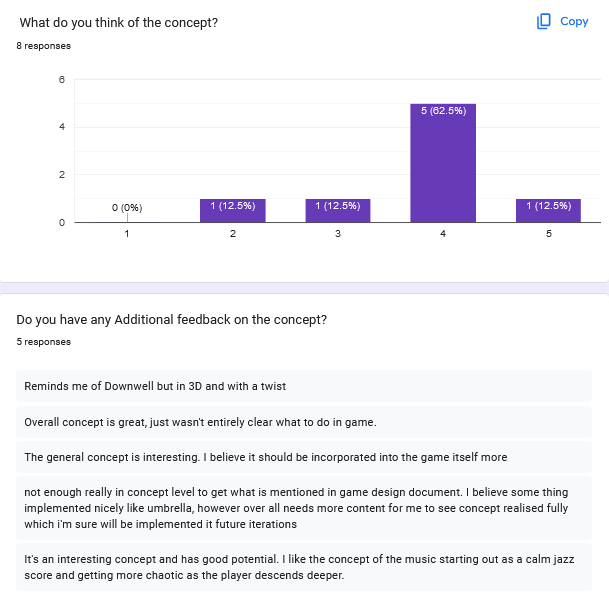 What do you think of the concept?
Copy
8 responses
6
4
2
0
0 (0%)
1 (12.5%)
1 (12.5%)
5 (62.5%)
1 (12.5%)
1
2
3
4
5
Do you have any Additional feedback on the concept?
5 responses
Reminds me of Downwell but in 3D and with a twist
Overall concept is great, just wasn't entirely clear what to do in game.
The general concept is interesting. I believe it should be incorporated into the game itself more
not enough really in concept level to get what is mentioned in game design document. I believe some thing
implemented nicely like umbrella, however over all needs more content for me to see concept realised fully
which i'm sure will be implemented it future iterations
It's an interesting concept and has good potential. I like the concept of the music starting out as a calm jazz
score and getting more chaotic as the player descends deeper.